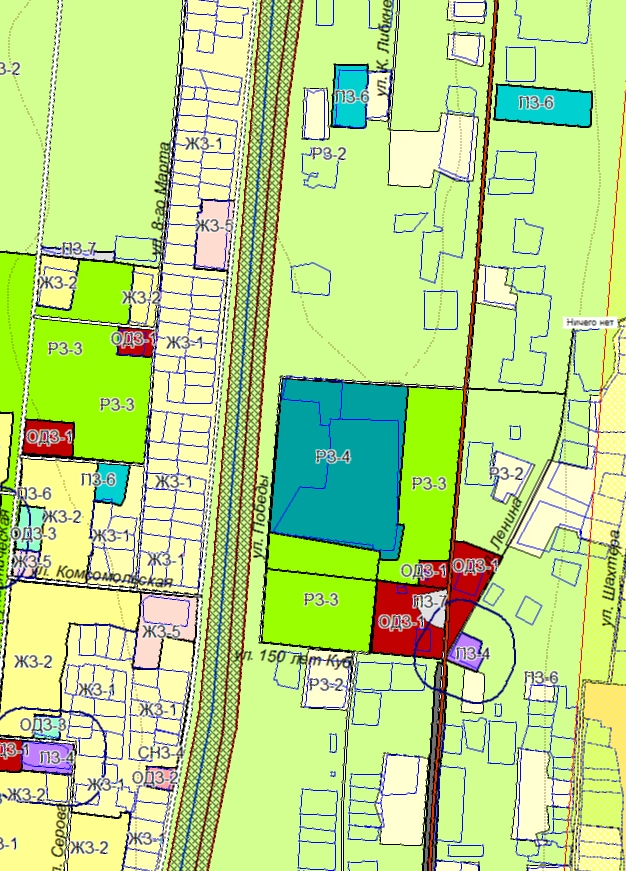 ул. К. Либкне
З-2
ПЗ-6
ПЗ-6
ЖЗ-1
РЗ-2
ул. 8-го Марта
ЖЗ-5
ПЗ-7
ЖЗ-2
ЖЗ-2
Ничего нет
ОДЗ-1
ЖЗ-1
РЗ-3
РЗ-3
ОДЗ-1
РЗ-4
РЗ-3
РЗ-2
ПЗ-6
ЖЗ-1
ПЗ-6
ЖЗ-2
ОДЗ-3
ЖЗ-1
ЖЗ-1
ЖЗ-5
ул. Победы
Ленина
ул. Шахтера
Комсомольская
ОДЗ-1
ОДЗ-1
РЗ-3
ПЗ-7
ОДЗ-1
ЖЗ-5
ЖЗ-2
ул. 150 лет Куб
ПЗ-4
РЗ-2
ПЗ-6
ЖЗ-1
ЖЗ-1
ОДЗ-3
ДЗ-1
ПЗ-4
СНЗ-4
ОДЗ-2
ЖЗ-1
ЖЗ-2
З-1
ул. Серова
ЖЗ-2
ЖЗ-1